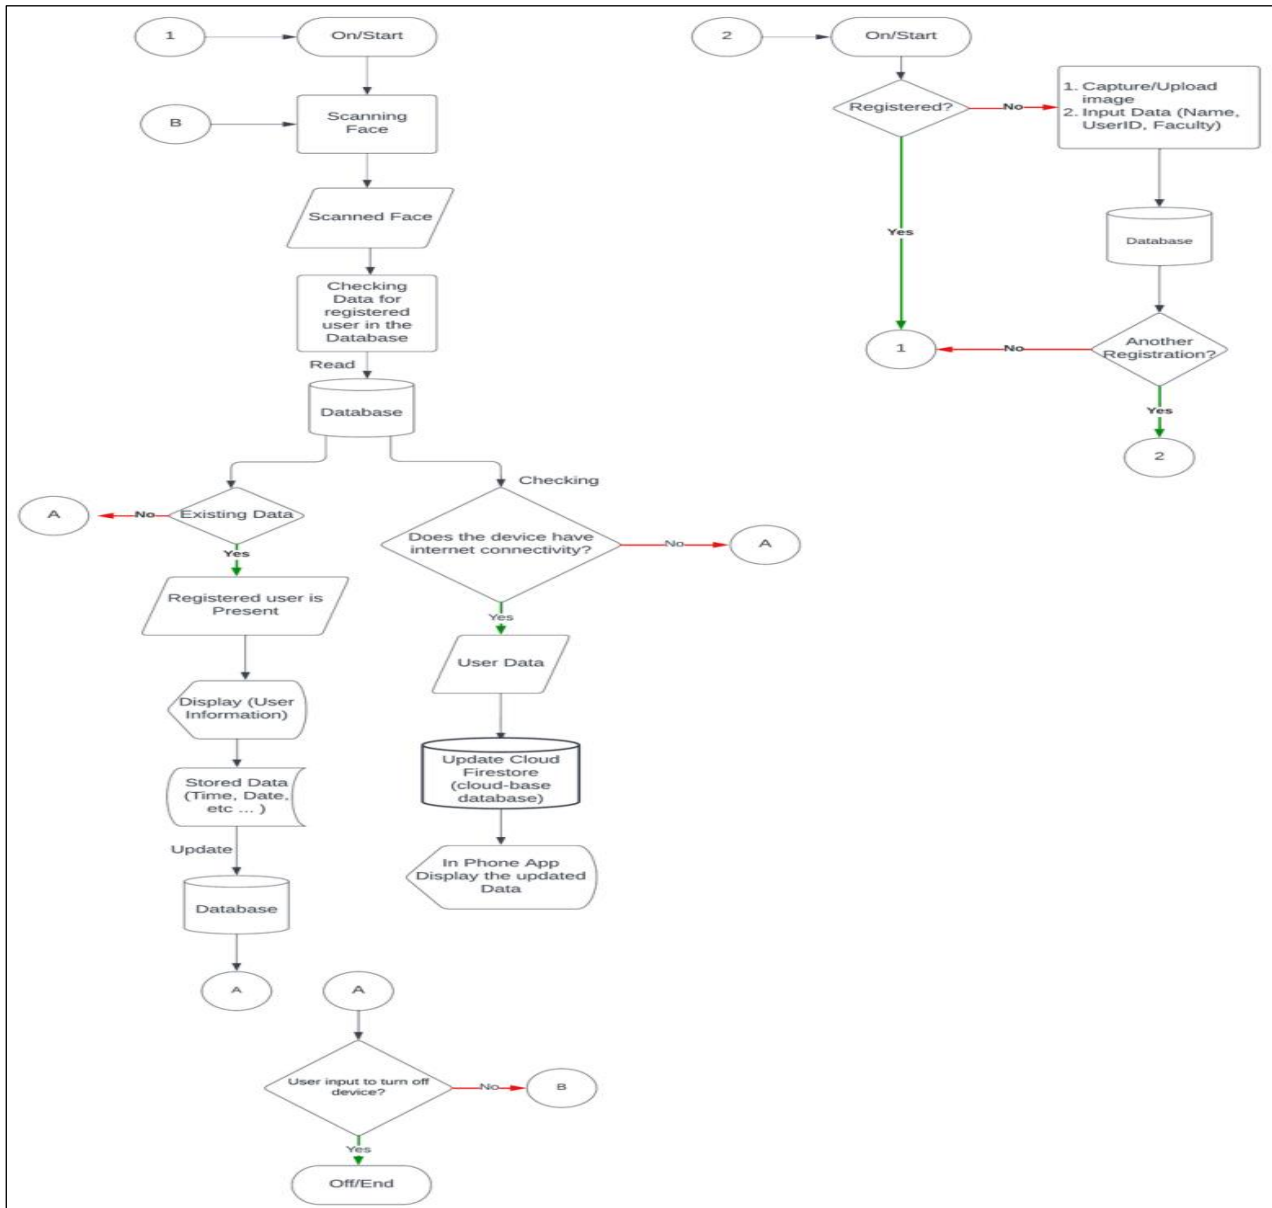 1
On/Start
B
Scanning
Face
Scanned Face
Checking
Data for
registered
user in the
Database
Read
Database
A
No
Existing Data
Yes
Registered user is
Present
Display (User
Information)
Stored Data
(Time, Date,
etc ... )
Update
Database
A
Checking
Does the device have
internet connectivity?
No
A
Yes
User Data
Update Cloud
Firestore
(cloud-base
database)
In Phone App
Display the updated
Data
A
User input to turn off
device?
No
B
Yes
Off/End
2
On/Start
Registered?
No
1. Capture/Upload
image
2. Input Data (Name,
UserID, Faculty)
Yes
Database
1
No
Another
Registration?
Yes
2